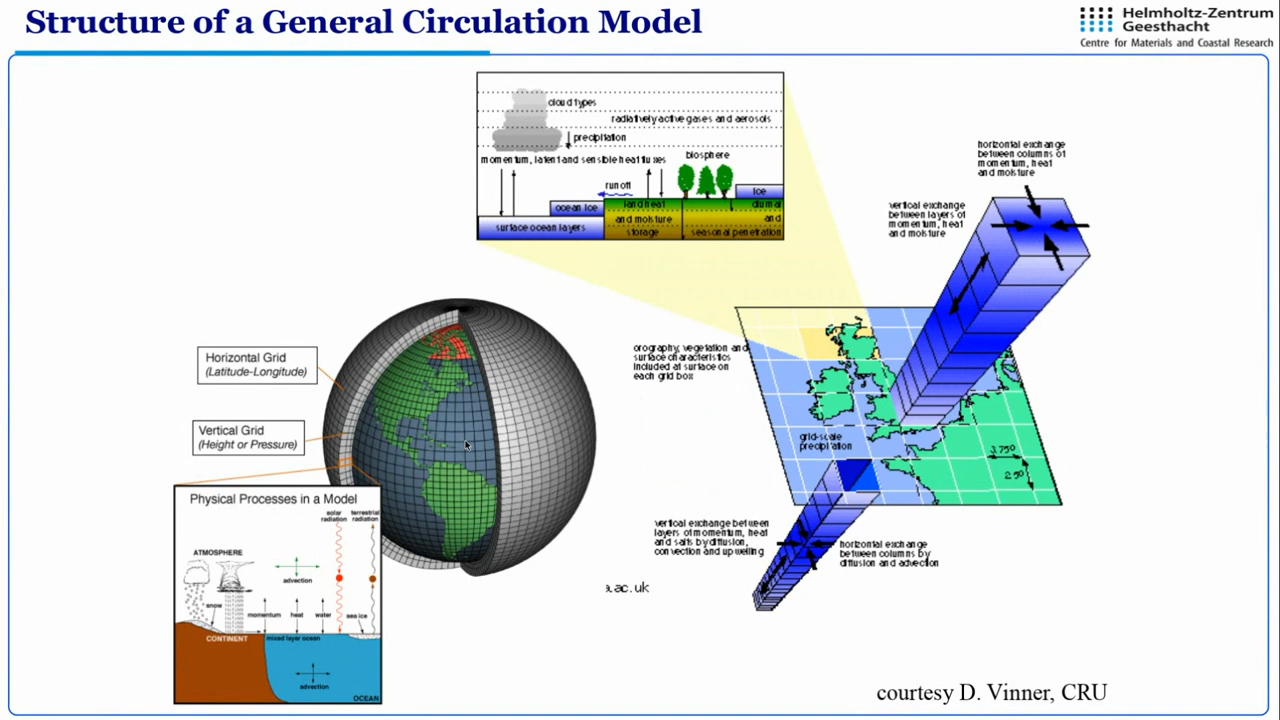 Structure of a General Circulation Model
Helmholtz-Zentrum
Geesthacht
Centre for Materials and Coastal Research
cloud types
radiatively active gases and aerosols
precipitation
momentum, latent and sensible heat fluxes
biosphere
run off
ice
ocean ice
land heat
and moisture
storage
diurnal
and
seasonal penetration
surface ocean layers
horizontal exchange
between columns of
momentum, heat
and moisture
vertical exchange
between layers of
momentum, heat
and moisture
orography, vegetation and
surface characteristics
included at surface on
each grid box
grid-scale
precipitation
3.75°
2.5°
vertical exchange between
layers of momentum, heat
and salts by diffusion,
convection and upwelling
horizontal exchange
between columns by
diffusion and advection
Horizontal Grid
(Latitude-Longitude)
Vertical Grid
(Height or Pressure)
Physical Processes in a Model
solar
radiation
terrestrial
radiation
ATMOSPHERE
advection
snow
momentum
heat
water
sea ice
CONTINENT
mixed layer ocean
advection
OCEAN
a.ac.uk
courtesy D. Vinner, CRU